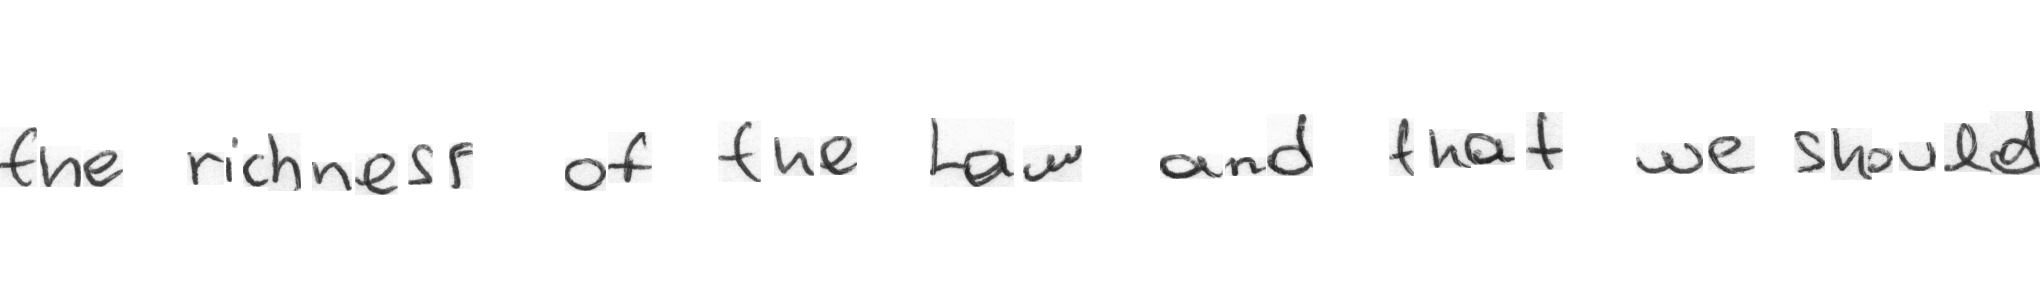 the richness of the Law and that we should